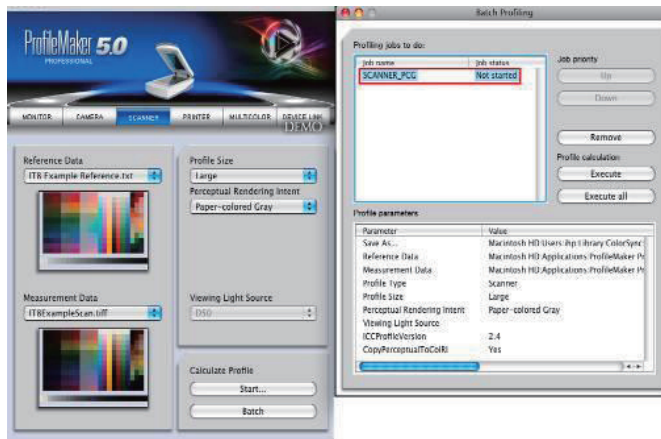 ProfileMaker 5.0
PROFESSIONAL
MONITOR CAMERA SCANNER PRINTER MULTICOLOR DEVICE LINK
DEMO
Reference Data
IT8 Example Reference.txt
Measurement Data
IT8ExampleScan.tiff
Profile Size
Large
Perceptual Rendering Intent
Paper-colored Gray
Viewing Light Source
D50
Calculate Profile
Start...
Batch
Batch Profiling
Profiling jobs to do:
Job name Job status
SCANNER_PCG Not started
Job priority
Up
Down
Remove
Profile calculation
Execute
Execute all
Profile parameters
Parameter Value
Save As... Macintosh HD:Users:ihp:Library:ColorSync
Reference Data Macintosh HD:Applications:ProfileMaker Pr
Measurement Data Macintosh HD:Applications:ProfileMaker Pr
Profile Type Scanner
Profile Size Large
Perceptual Rendering Intent Paper-colored Gray
Viewing Light Source
ICCProfileVersion 2.4
CopyPerceptualToColRI Yes